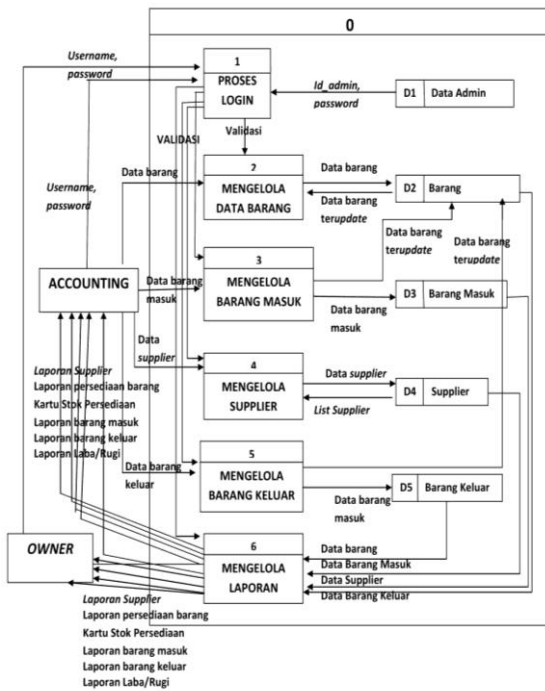 0
Username,
password
1
PROSES
LOGIN
Id_admin,
password
D1 Data Admin
VALIDASI
Validasi
Data barang
2
MENGELOLA
DATA BARANG
Data barang
Data barang
terupdate
D2 Barang
Username,
password
Data barang
terupdate
Data barang
terupdate
3
MENGELOLA
BARANG MASUK
ACCOUNTING
Data barang
masuk
Data barang
masuk
D3 Barang Masuk
Data
supplier
4
MENGELOLA
SUPPLIER
Data supplier
List Supplier
D4 Supplier
Laporan Supplier
Laporan persediaan barang
Kartu Stok Persediaan
Laporan barang masuk
Laporan barang keluar
Laporan Laba/Rugi
Data barang
keluar
5
MENGELOLA
BARANG KELUAR
Data barang
masuk
D5 Barang Keluar
OWNER
6
MENGELOLA
LAPORAN
Data barang
Data Barang Masuk
Data Supplier
Data Barang Keluar
Laporan Supplier
Laporan persediaan barang
Kartu Stok Persediaan
Laporan barang masuk
Laporan barang keluar
Laporan Laba/Rugi